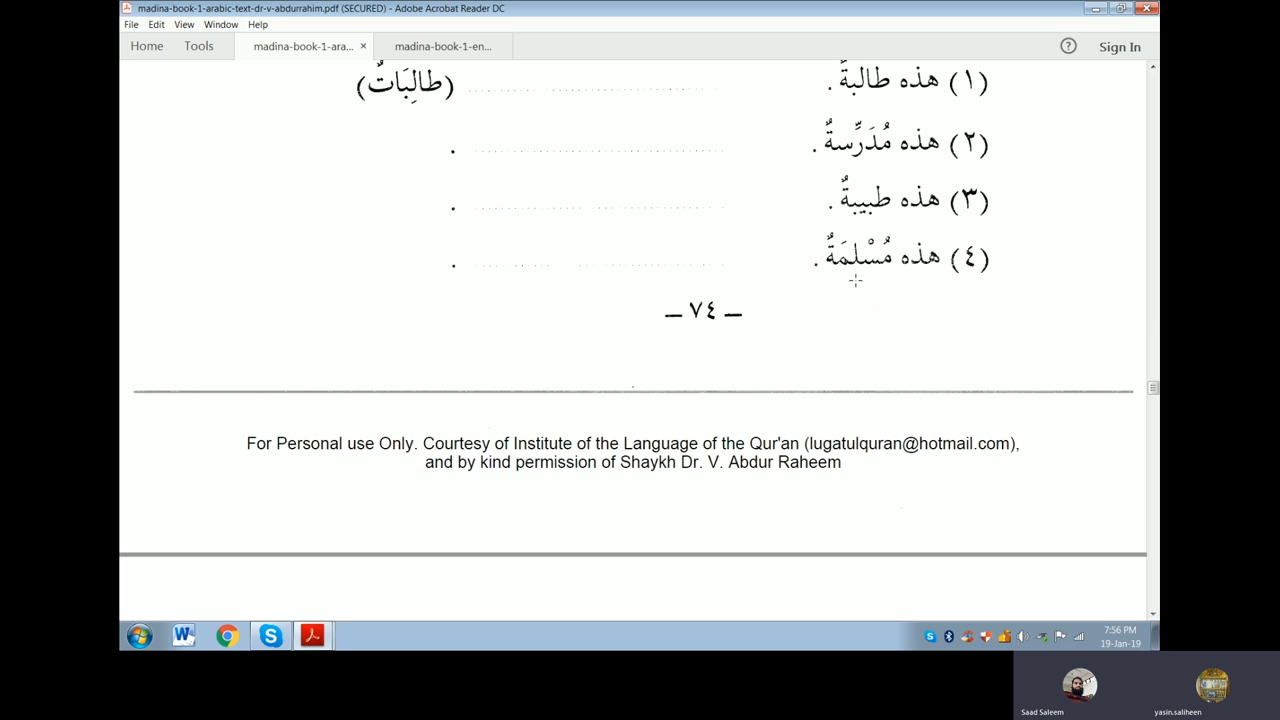 madina-book-1-arabic-text-dr-v-abdurrahim.pdf (SECURED) - Adobe Acrobat Reader DC
File Edit View Window Help
Home Tools madina-book-1-ara... × madina-book-1-en... Sign In
(١) هذه طالبةٌ . (طالِبَاتٌ)
(٢) هذه مُدَرِّسةٌ . .
(٣) هذه طبيبةٌ . .
(٤) هذه مُسْلمَةٌ . .
– ٧٤ –
For Personal use Only. Courtesy of Institute of the Language of the Qur'an (lugatulquran@hotmail.com),
and by kind permission of Shaykh Dr. V. Abdur Raheem
7:56 PM
19-Jan-19
Saad Saleem yasin.saliheen